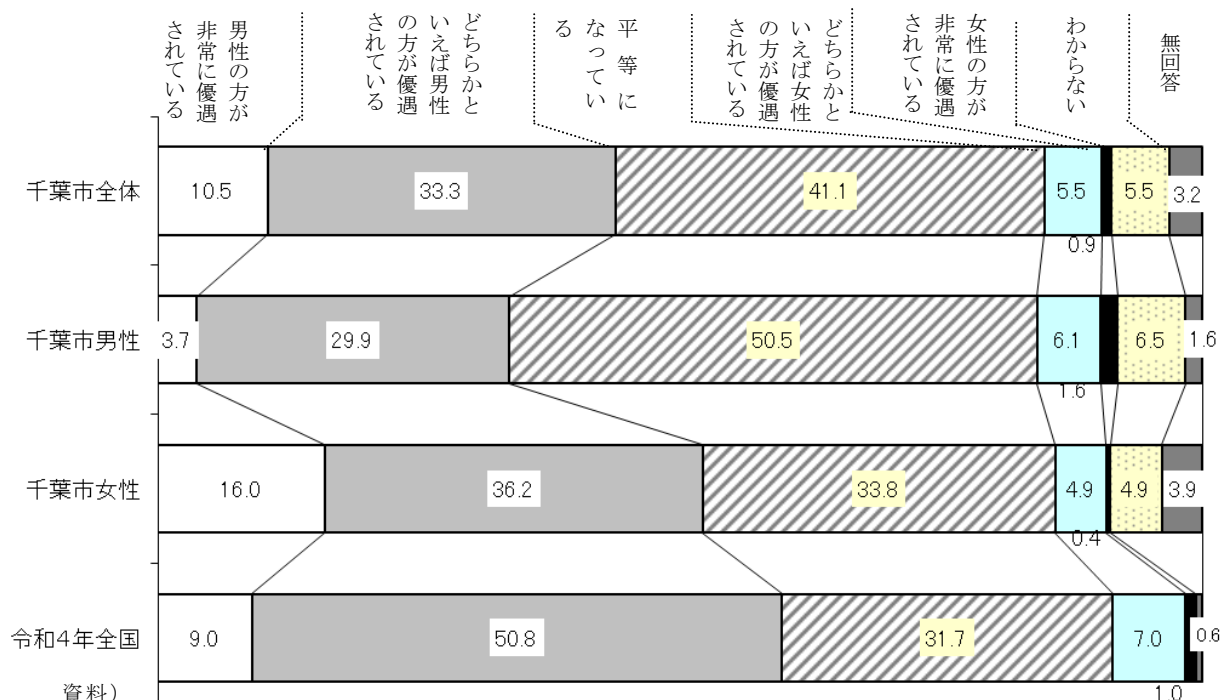 男性の方が
非常に優遇
されている
どちらかと
いえば男性
の方が優遇
されている
平等に
なってい
る
どちらかと
いえば女性
の方が優遇
されている
女性の方が
非常に優遇
されている
わからない
無回答
千葉市全体
10.5
33.3
41.1
5.5
0.9
5.5
3.2
千葉市男性
3.7
29.9
50.5
6.1
1.6
6.5
1.6
千葉市女性
16.0
36.2
33.8
4.9
0.4
4.9
3.9
令和4年全国
9.0
50.8
31.7
7.0
1.0
0.6
資料）